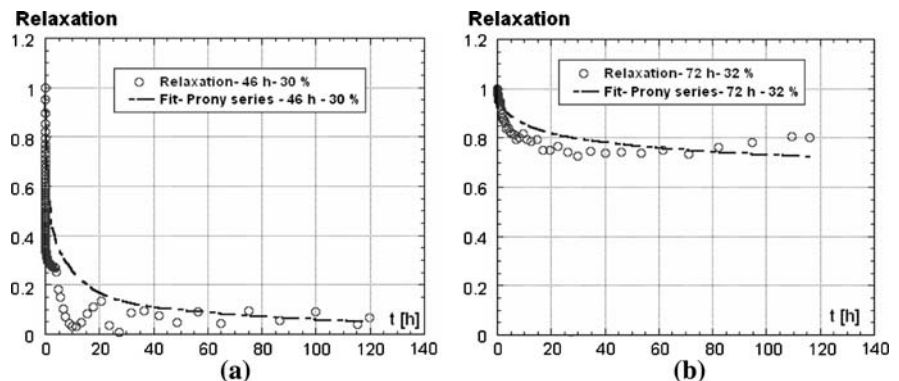 Relaxation
1.2
1
0.8
0.6
0.4
0.2
0
Relaxation- 46 h- 30 %
Fit- Prony series - 46 h - 30 %
t [h]
0 20 40 60 80 100 120 140
(a)
Relaxation
1.2
1
0.8
0.6
0.4
0.2
0
Relaxation- 72 h- 32 %
Fit- Prony series- 72 h- 32 %
t [h]
0 20 40 60 80 100 120 140
(b)